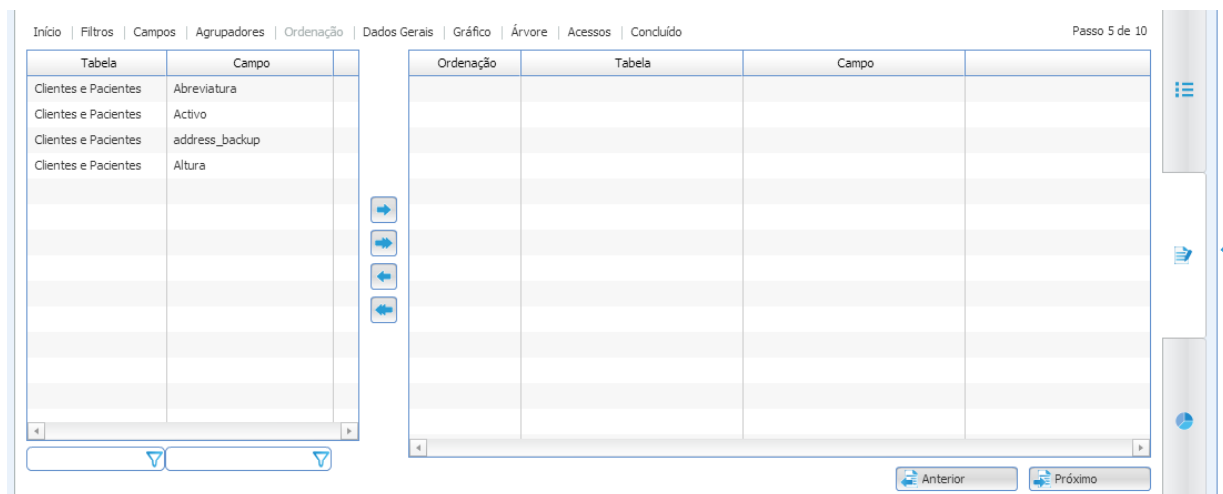 Início | Filtros | Campos | Agrupadores | Ordenação | Dados Gerais | Gráfico | Árvore | Acessos | Concluído Passo 5 de 10
Tabela Campo Ordenação Tabela Campo
Clientes e Pacientes Abreviatura
Clientes e Pacientes Activo
Clientes e Pacientes address_backup
Clientes e Pacientes Altura
Anterior Próximo